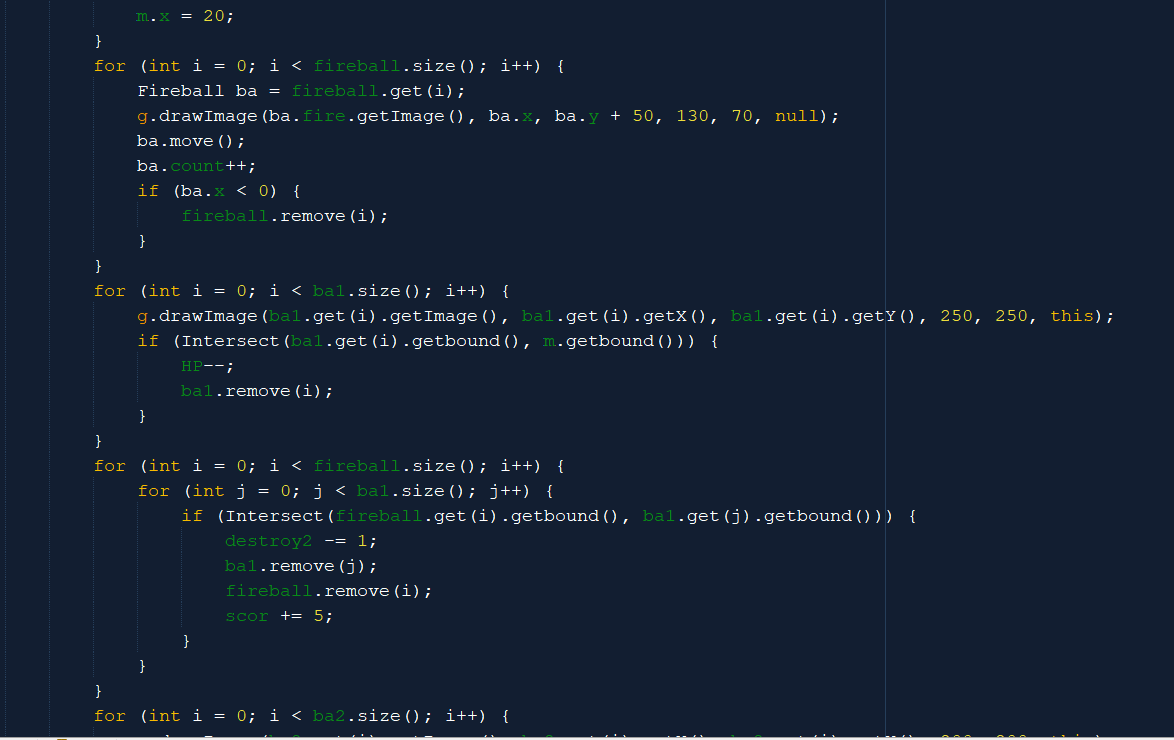 m.x = 20;
}
for (int i = 0; i < fireball.size(); i++) {
Fireball ba = fireball.get(i);
g.drawImage(ba.fire.getImage(), ba.x, ba.y + 50, 130, 70, null);
ba.move();
ba.count++;
if (ba.x < 0) {
fireball.remove(i);
}
}
for (int i = 0; i < ba1.size(); i++) {
g.drawImage(ba1.get(i).getImage(), ba1.get(i).getX(), ba1.get(i).getY(), 250, 250, this);
if (Intersect(ba1.get(i).getbound(), m.getbound())) {
HP--;
ba1.remove(i);
}
}
for (int i = 0; i < fireball.size(); i++) {
for (int j = 0; j < ba1.size(); j++) {
if (Intersect(fireball.get(i).getbound(), ba1.get(j).getbound())) {
destroy2 -= 1;
ba1.remove(j);
fireball.remove(i);
scor += 5;
}
}
}
for (int i = 0; i < ba2.size(); i++) {